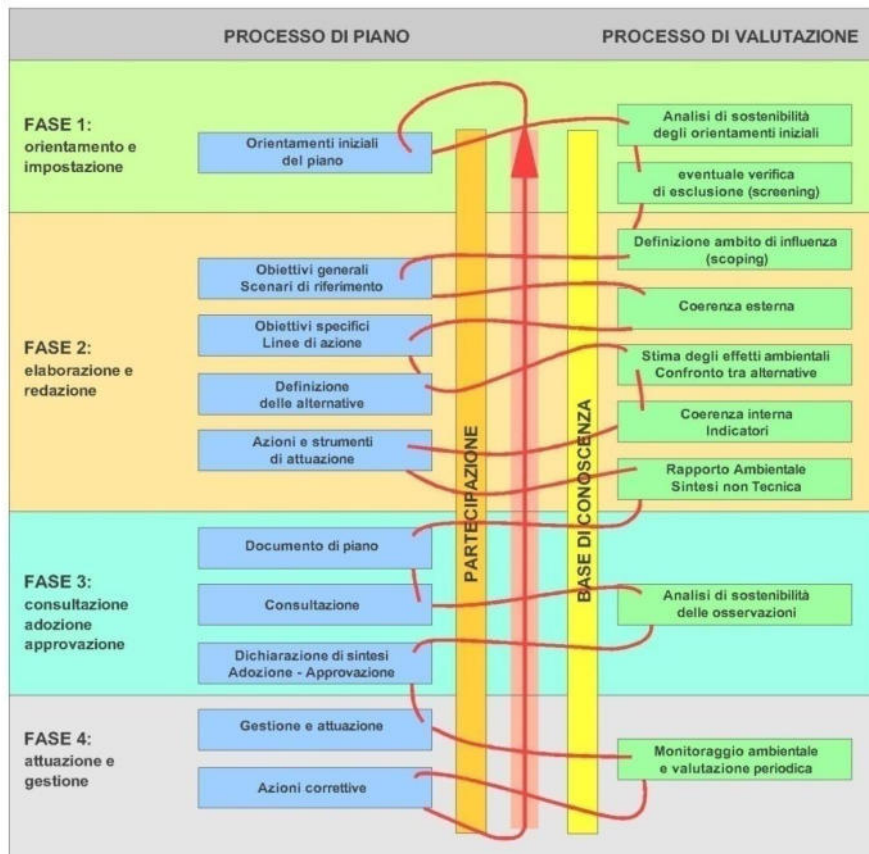 PROCESSO DI PIANO
PROCESSO DI VALUTAZIONE
FASE 1:
orientamento e
impostazione
Orientamenti iniziali
del piano
Analisi di sostenibilità
degli orientamenti iniziali
eventuale verifica
di esclusione (screening)
FASE 2:
elaborazione e
redazione
Definizione ambito di influenza
(scoping)
Obiettivi generali
Scenari di riferimento
Coerenza esterna
Obiettivi specifici
Linee di azione
Stima degli effetti ambientali
Confronto tra alternative
Definizione
delle alternative
Coerenza interna
Indicatori
Azioni e strumenti
di attuazione
Rapporto Ambientale
Sintesi non Tecnica
PARTECIPAZIONE
BASE DI CONOSCENZA
FASE 3:
consultazione
adozione
approvazione
Documento di piano
Consultazione
Analisi di sostenibilità
delle osservazioni
Dichiarazione di sintesi
Adozione - Approvazione
FASE 4:
attuazione e
gestione
Gestione e attuazione
Monitoraggio ambientale
e valutazione periodica
Azioni correttive